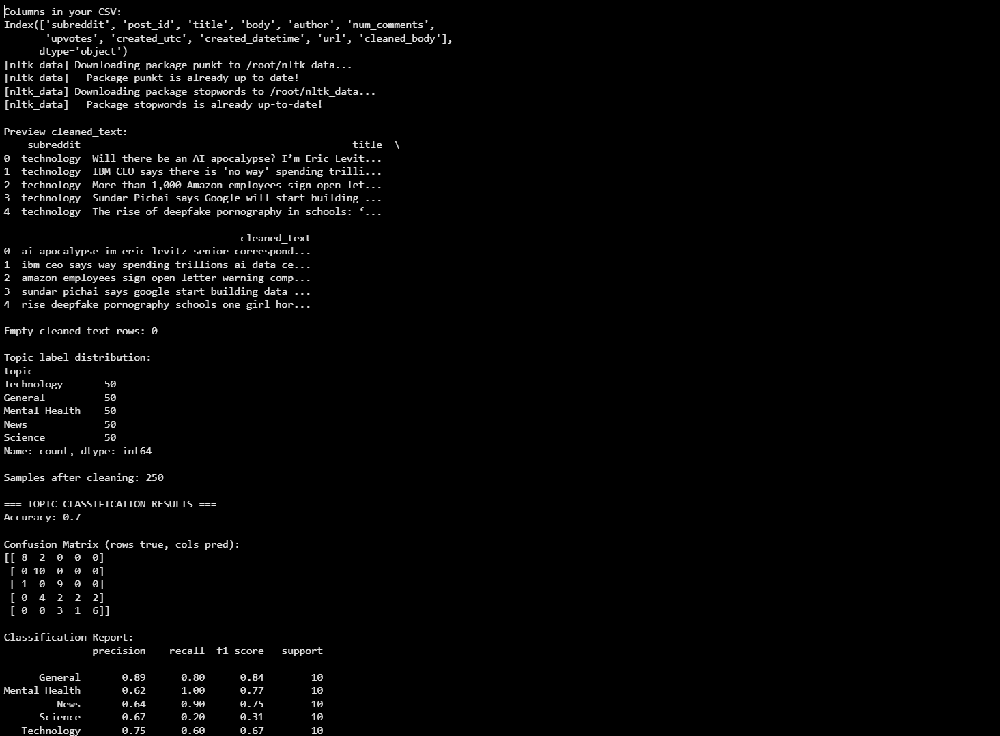 Columns in your CSV:
Index(['subreddit', 'post_id', 'title', 'body', 'author', 'num_comments',
       'upvotes', 'created_utc', 'created_datetime', 'url', 'cleaned_body'],
      dtype='object')
[nltk_data] Downloading package punkt to /root/nltk_data...
[nltk_data]   Package punkt is already up-to-date!
[nltk_data] Downloading package stopwords to /root/nltk_data...
[nltk_data]   Package stopwords is already up-to-date!

Preview cleaned_text:
    subreddit                                              title  \
0  technology  Will there be an AI apocalypse? I’m Eric Levit...
1  technology  IBM CEO says there is 'no way' spending trilli...
2  technology  More than 1,000 Amazon employees sign open let...
3  technology  Sundar Pichai says Google will start building ...
4  technology  The rise of deepfake pornography in schools: ‘...

                                        cleaned_text
0  ai apocalypse im eric levitz senior correspond...
1  ibm ceo says way spending trillions ai data ce...
2  amazon employees sign open letter warning comp...
3  sundar pichai says google start building data ...
4  rise deepfake pornography schools one girl hor...

Empty cleaned_text rows: 0

Topic label distribution:
topic
Technology       50
General          50
Mental Health    50
News             50
Science          50
Name: count, dtype: int64

Samples after cleaning: 250

=== TOPIC CLASSIFICATION RESULTS ===
Accuracy: 0.7

Confusion Matrix (rows=true, cols=pred):
[[ 8  2  0  0  0]
 [ 0 10  0  0  0]
 [ 1  0  9  0  0]
 [ 0  4  2  2  2]
 [ 0  0  3  1  6]]

Classification Report:
               precision    recall  f1-score   support

      General       0.89      0.80      0.84        10
Mental Health       0.62      1.00      0.77        10
         News       0.64      0.90      0.75        10
      Science       0.67      0.20      0.31        10
   Technology       0.75      0.60      0.67        10